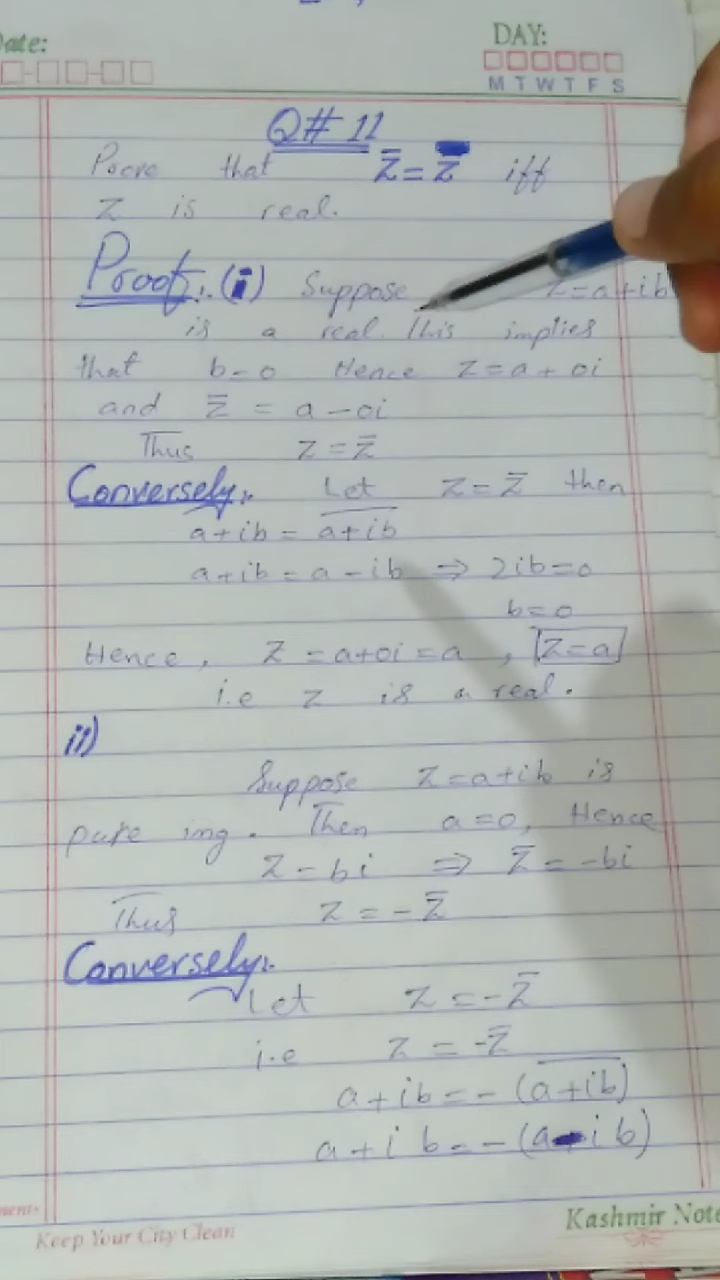 Date:
DAY:
M T W T F S
Q# 11
Prove that z̄ = z̄ iff
Z is real.
Proof:. (i) Suppose Z=a+ib
is a real. This implies
that b=0 Hence Z=a+0i
and z̄ = a-0i
Thus Z = z̄
Conversely:. Let Z = z̄ then
a+ib = \overline{a+ib}
a+ib = a-ib ⇒ 2ib=0
b=0
Hence, Z = a+0i = a, Z=a
i.e Z is a real.
ii)
Suppose Z=a+ib is
pure img. Then a=0, Hence
Z = bi ⇒ z̄ = -bi
Thus Z = -z̄
Conversely:.
Let Z = -z̄
i.e Z = -z̄
a+ib = -(\overline{a+ib})
a+ib = -(a-ib)
Keep Your City Clean
Kashmir Note